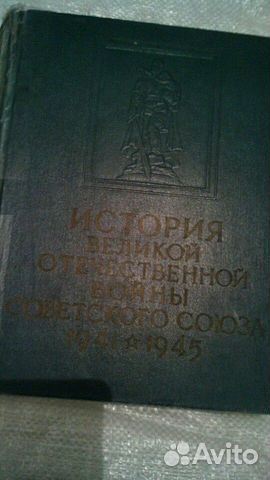 ИСТОРИЯ
ВЕЛИКОЙ
ОТЕЧЕСТВЕННОЙ
ВОЙНЫ
СОВЕТСКОГО СОЮЗА
1941 ☆ 1945
Avito